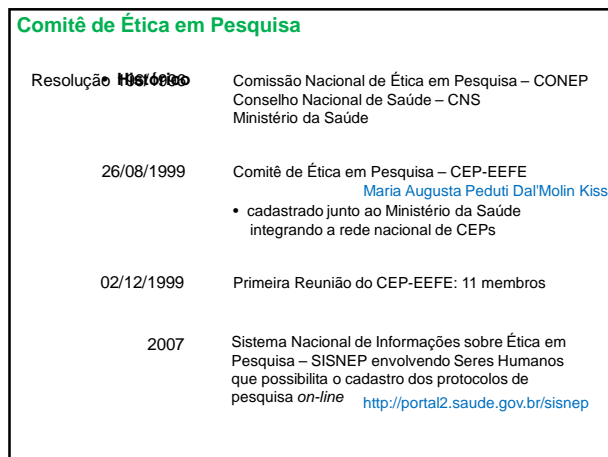 Comitê de Ética em Pesquisa
• Histórico
Resolução 196/1996
Comissão Nacional de Ética em Pesquisa – CONEP
Conselho Nacional de Saúde – CNS
Ministério da Saúde
26/08/1999
Comitê de Ética em Pesquisa – CEP-EEFE
Maria Augusta Peduti Dal'Molin Kiss
• cadastrado junto ao Ministério da Saúde
integrando a rede nacional de CEPs
02/12/1999
Primeira Reunião do CEP-EEFE: 11 membros
2007
Sistema Nacional de Informações sobre Ética em
Pesquisa – SISNEP envolvendo Seres Humanos
que possibilita o cadastro dos protocolos de
pesquisa on-line
http://portal2.saude.gov.br/sisnep